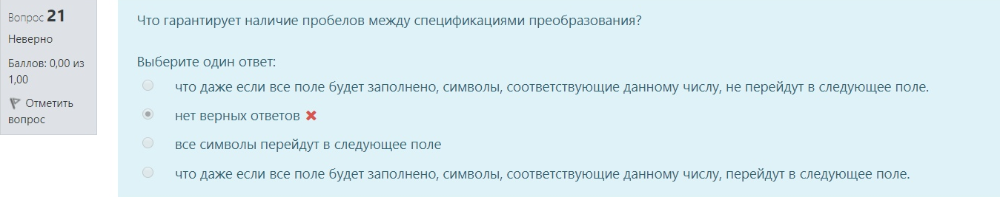 Вопрос 21
Неверно
Баллов: 0,00 из
1,00
Отметить
вопрос
Что гарантирует наличие пробелов между спецификациями преобразования?
Выберите один ответ:
что даже если все поле будет заполнено, символы, соответствующие данному числу, не перейдут в следующее поле.
нет верных ответов
все символы перейдут в следующее поле
что даже если все поле будет заполнено, символы, соответствующие данному числу, перейдут в следующее поле.